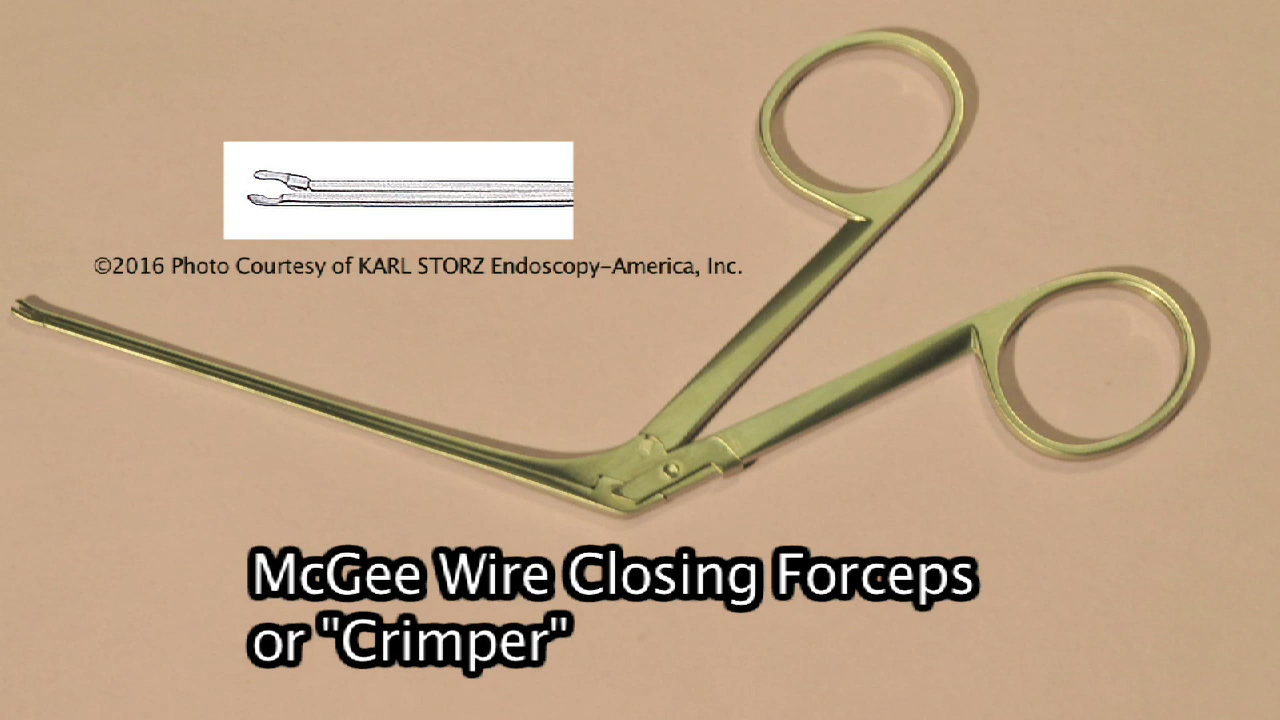 ©2016 Photo Courtesy of KARL STORZ Endoscopy-America, Inc.
McGee Wire Closing Forceps
or "Crimper"